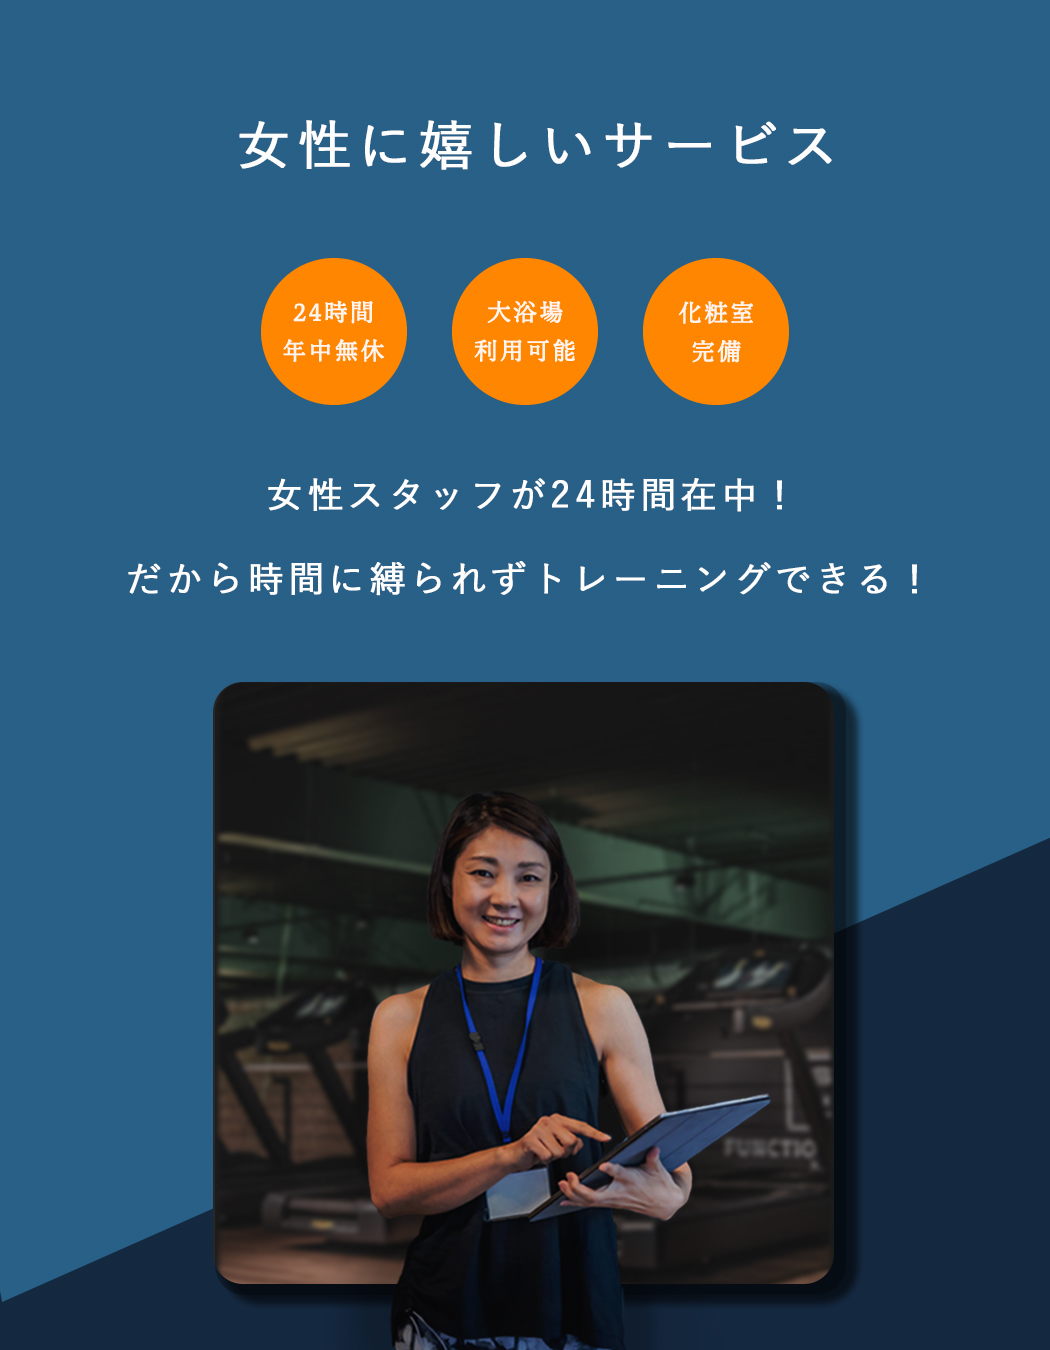 女性に嬉しいサービス
24時間
年中無休
大浴場
利用可能
化粧室
完備
女性スタッフが24時間在中！
だから時間に縛られずトレーニングできる！
FUNCTIO